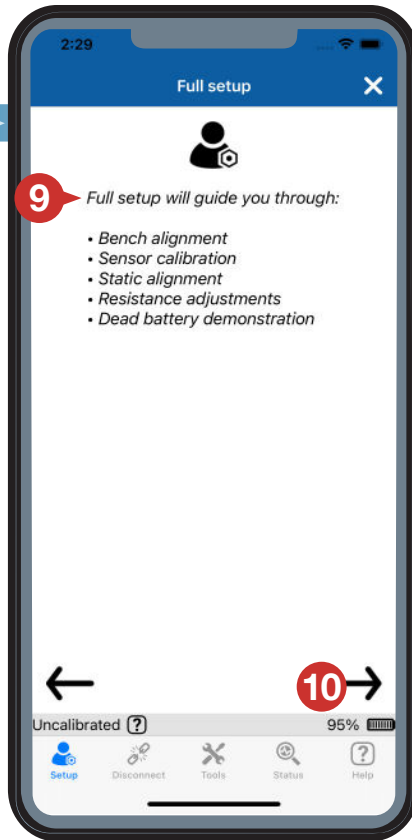 2:29
Full setup
9
Full setup will guide you through:
• Bench alignment
• Sensor calibration
• Static alignment
• Resistance adjustments
• Dead battery demonstration
10
Uncalibrated ?
95%
Setup Disconnect Tools Status Help